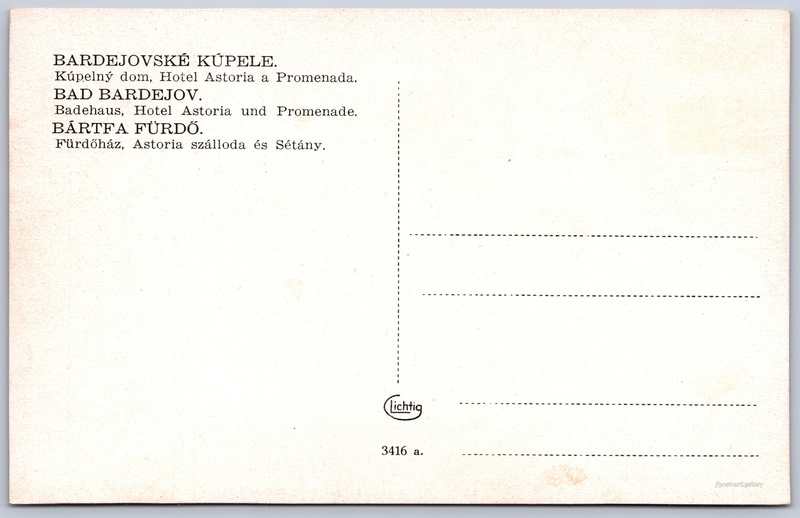 BARDEJOVSKÉ KÚPELE.
Kúpelný dom, Hotel Astoria a Promenada.
BAD BARDEJOV.
Badehaus, Hotel Astoria und Promenade.
BÁRTFA FÜRDŐ.
Fürdőház, Astoria szálloda és Sétány.
Lichtig
3416 a.